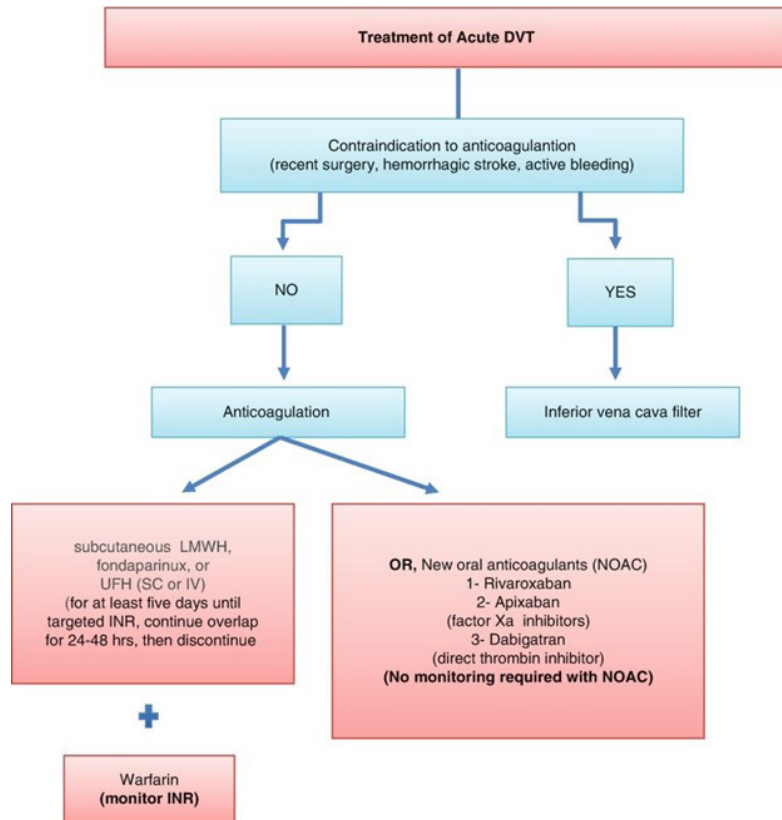 Treatment of Acute DVT
Contraindication to anticoagulantion
(recent surgery, hemorrhagic stroke, active bleeding)
NO
YES
Anticoagulation
Inferior vena cava filter
subcutaneous LMWH,
fondaparinux, or
UFH (SC or IV)
(for at least five days until
targeted INR, continue overlap
for 24-48 hrs, then discontinue
OR, New oral anticoagulants (NOAC)
1- Rivaroxaban
2- Apixaban
(factor Xa inhibitors)
3- Dabigatran
(direct thrombin inhibitor)
(No monitoring required with NOAC)
Warfarin
(monitor INR)